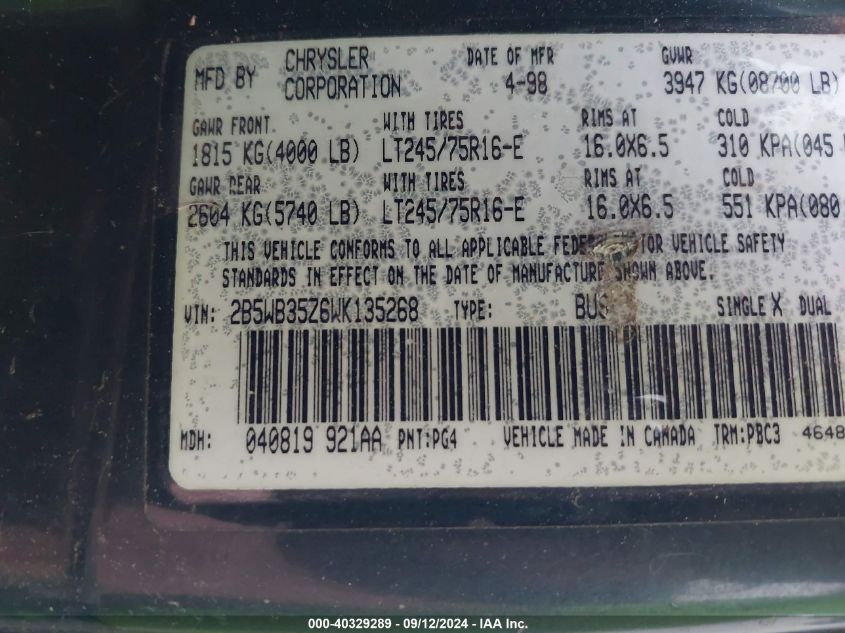 MFD BY CHRYSLER CORPORATION DATE OF MFR 4-98 GVWR 3947 KG(08700 LB)
GAWR FRONT WITH TIRES RIMS AT COLD
1815 KG(4000 LB) LT245/75R16-E 16.0X6.5 310 KPA(045
GAWR REAR WITH TIRES RIMS AT COLD
2604 KG(5740 LB) LT245/75R16-E 16.0X6.5 551 KPA(080
THIS VEHICLE CONFORMS TO ALL APPLICABLE VEHICLE SAFETY
STANDARDS IN EFFECT ON THE DATE OF MANUFACTURE SHOWN ABOVE.
VIN: 2B5WB35Z6WK135268 TYPE: BUS SINGLE X DUAL
MDH: 040819 921AA PNT:PG4 VEHICLE MADE IN CANADA TRM:PBC3 4648
000-40329289 - 09/12/2024 - IAA Inc.